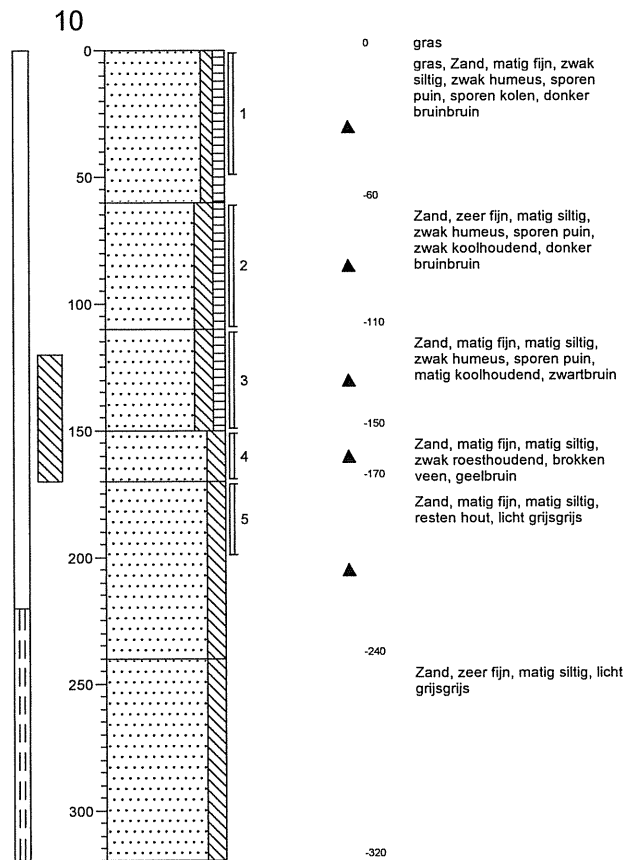 10
0
50
100
150
200
250
300
1
2
3
4
5
0
gras
gras, Zand, matig fijn, zwak
siltig, zwak humeus, sporen
puin, sporen kolen, donker
bruinbruin
-60
Zand, zeer fijn, matig siltig,
zwak humeus, sporen puin,
zwak koolhoudend, donker
bruinbruin
-110
Zand, matig fijn, matig siltig,
zwak humeus, sporen puin,
matig koolhoudend, zwartbruin
-150
Zand, matig fijn, matig siltig,
zwak roesthoudend, brokken
veen, geelbruin
-170
Zand, matig fijn, matig siltig,
resten hout, licht grijsgrijs
-240
Zand, zeer fijn, matig siltig, licht
grijsgrijs
-320